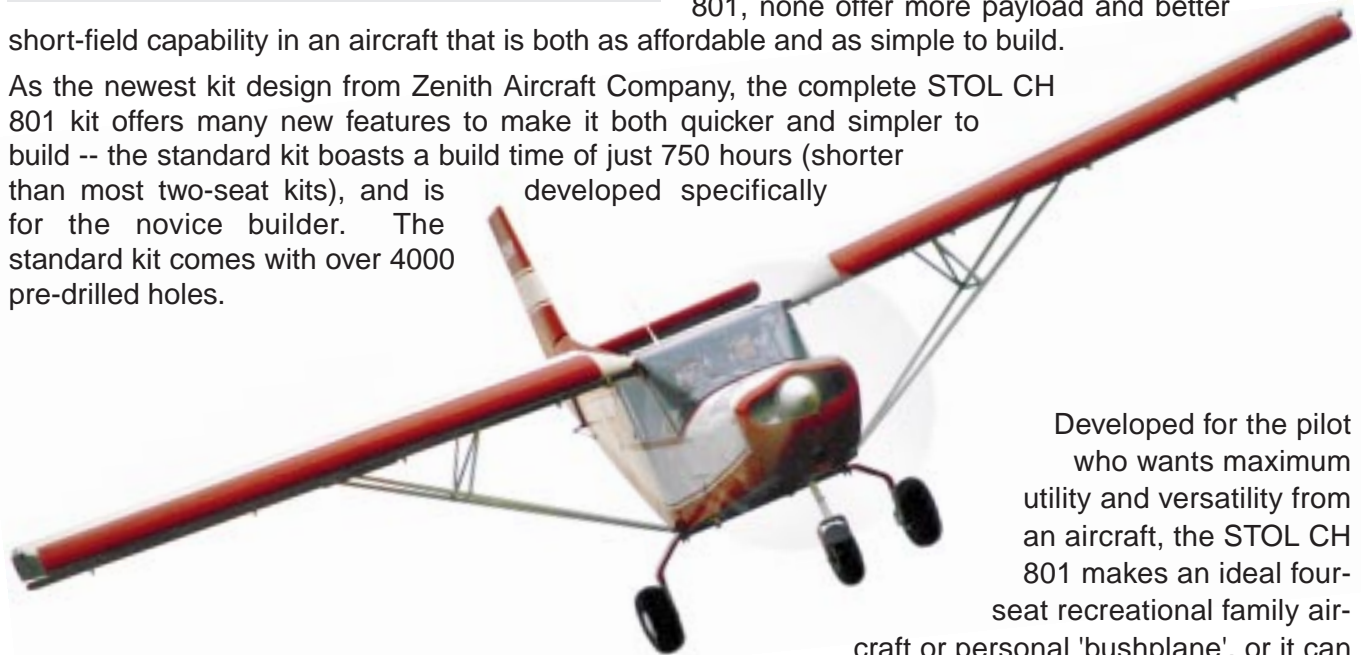 801, none offer more payload and better
short-field capability in an aircraft that is both as affordable and as simple to build.
As the newest kit design from Zenith Aircraft Company, the complete STOL CH
801 kit offers many new features to make it both quicker and simpler to
build -- the standard kit boasts a build time of just 750 hours (shorter
than most two-seat kits), and is developed specifically
for the novice builder. The
standard kit comes with over 4000
pre-drilled holes.
Developed for the pilot
who wants maximum
utility and versatility from
an aircraft, the STOL CH
801 makes an ideal four-
seat recreational family air-
craft or personal 'bushplane', or it can